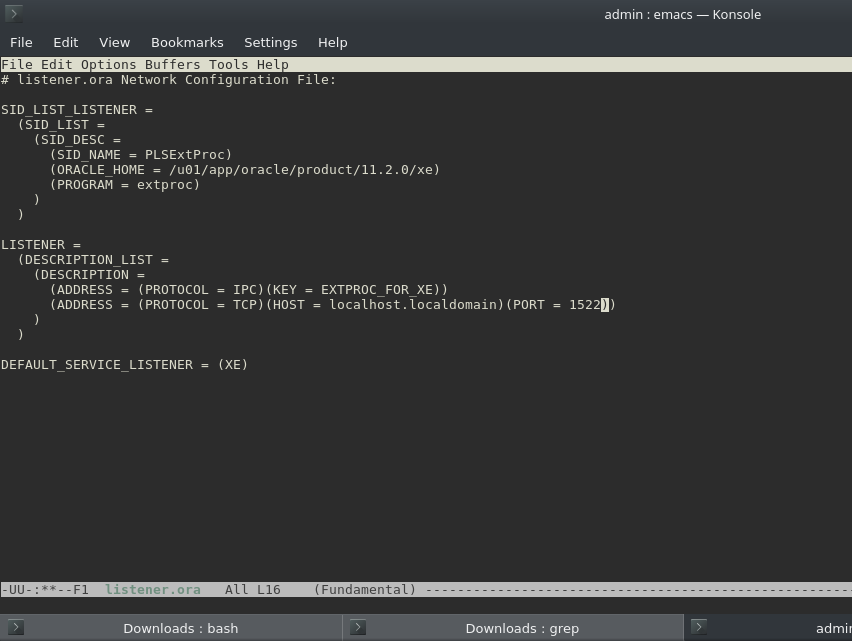 admin : emacs — Konsole
File Edit View Bookmarks Settings Help
File Edit Options Buffers Tools Help
# listener.ora Network Configuration File:
SID_LIST_LISTENER =
  (SID_LIST =
    (SID_DESC =
      (SID_NAME = PLSExtProc)
      (ORACLE_HOME = /u01/app/oracle/product/11.2.0/xe)
      (PROGRAM = extproc)
    )
  )
LISTENER =
  (DESCRIPTION_LIST =
    (DESCRIPTION =
      (ADDRESS = (PROTOCOL = IPC)(KEY = EXTPROC_FOR_XE))
      (ADDRESS = (PROTOCOL = TCP)(HOST = localhost.localdomain)(PORT = 1522))
    )
  )
DEFAULT_SERVICE_LISTENER = (XE)
-UU-:**--F1  listener.ora   All L16    (Fundamental) ------------------------------------------------------
Downloads : bash Downloads : grep admin